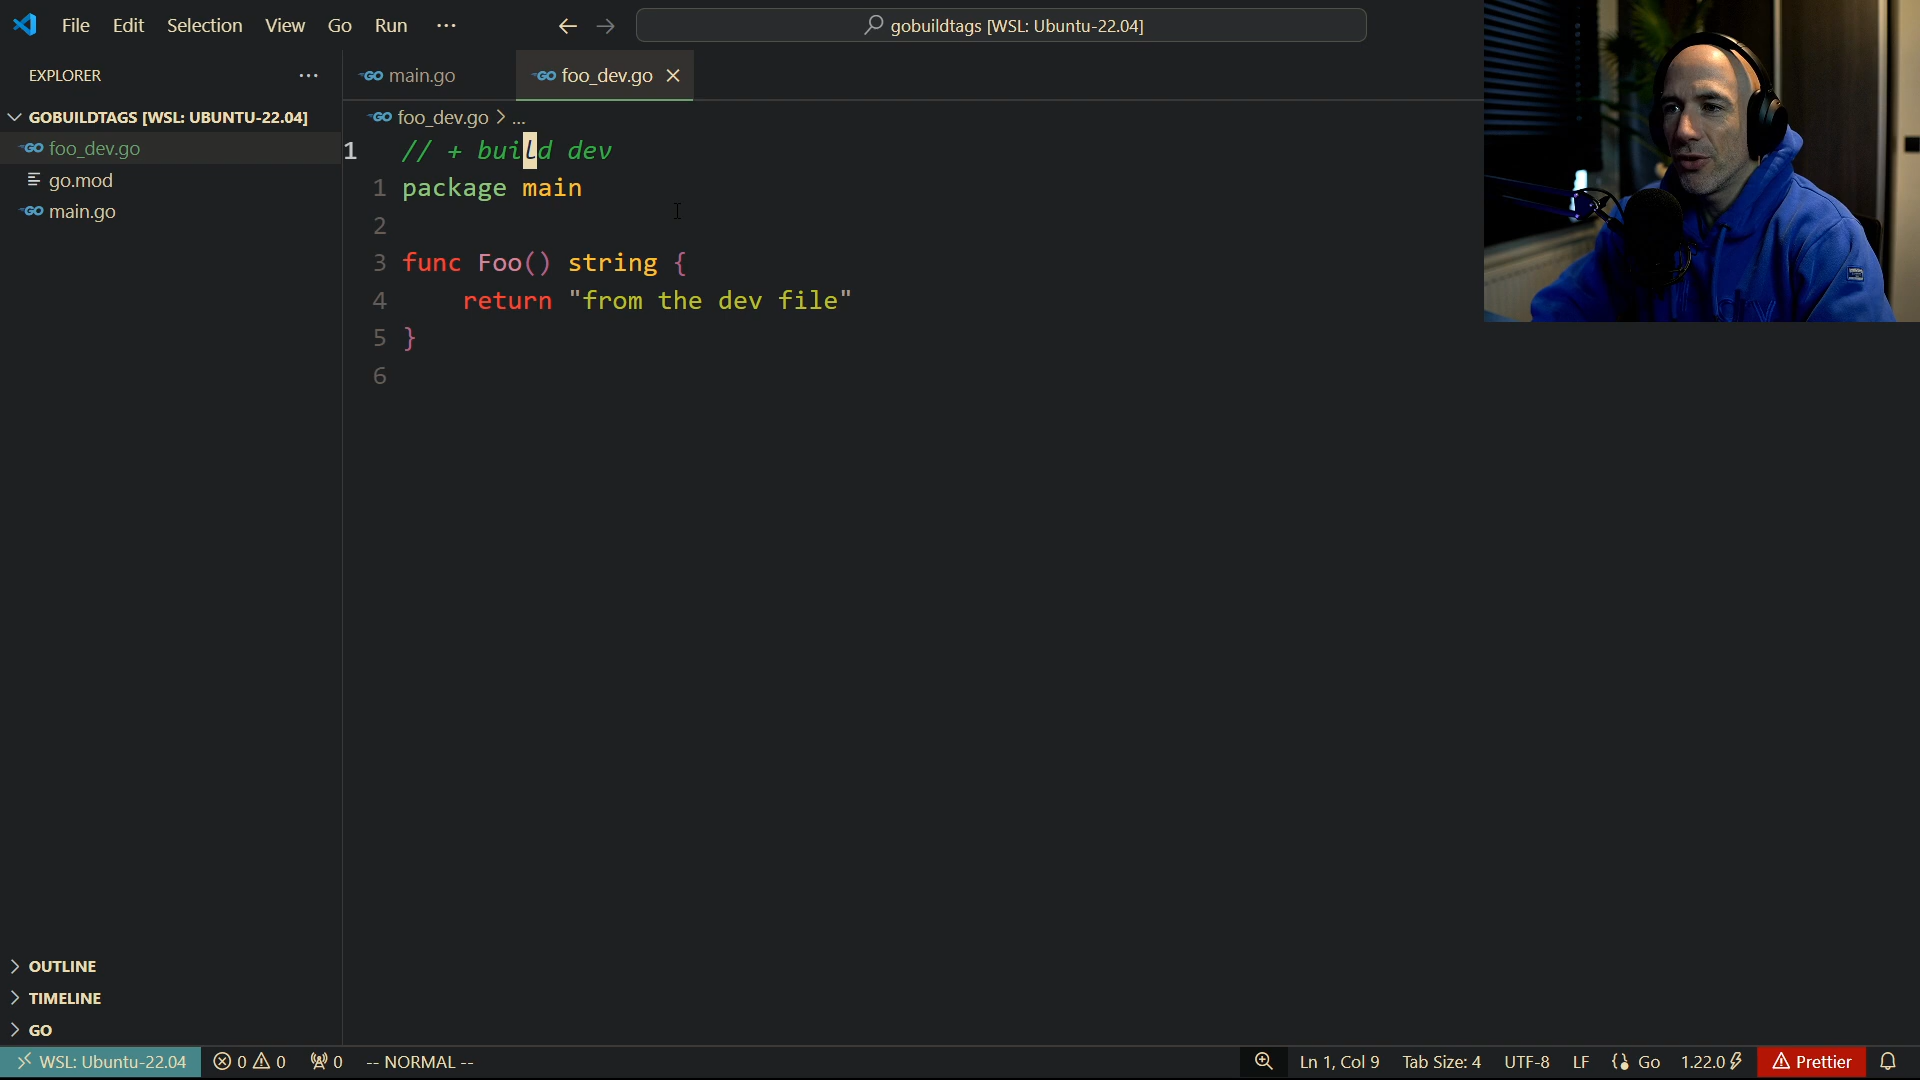 File Edit Selection View Go Run ··· gobuildtags [WSL: Ubuntu-22.04]
EXPLORER ···
GOBUILDTAGS [WSL: UBUNTU-22.04]
foo_dev.go
go.mod
main.go
OUTLINE
TIMELINE
GO
GO main.go GO foo_dev.go
GO foo_dev.go > ...
1 // + build dev
1 package main
2
3 func Foo() string {
4 return "from the dev file"
5 }
6
WSL: Ubuntu-22.04 0 0 0 -- NORMAL -- Ln 1, Col 9 Tab Size: 4 UTF-8 LF {} Go 1.22.0 Prettier